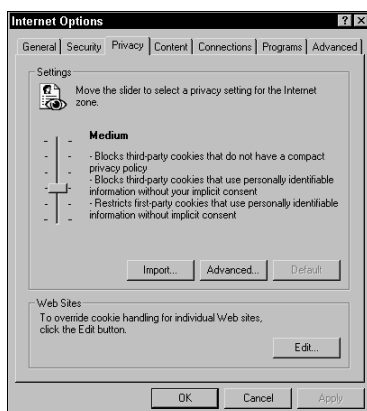 Internet Options
General Security Privacy Content Connections Programs Advanced
Settings
Move the slider to select a privacy setting for the Internet
zone.
Medium
- Blocks third-party cookies that do not have a compact
privacy policy
- Blocks third-party cookies that use personally identifiable
information without your implicit consent
- Restricts first-party cookies that use personally identifiable
information without implicit consent
Import... Advanced... Default
Web Sites
To override cookie handling for individual Web sites,
click the Edit button.
Edit...
OK Cancel Apply